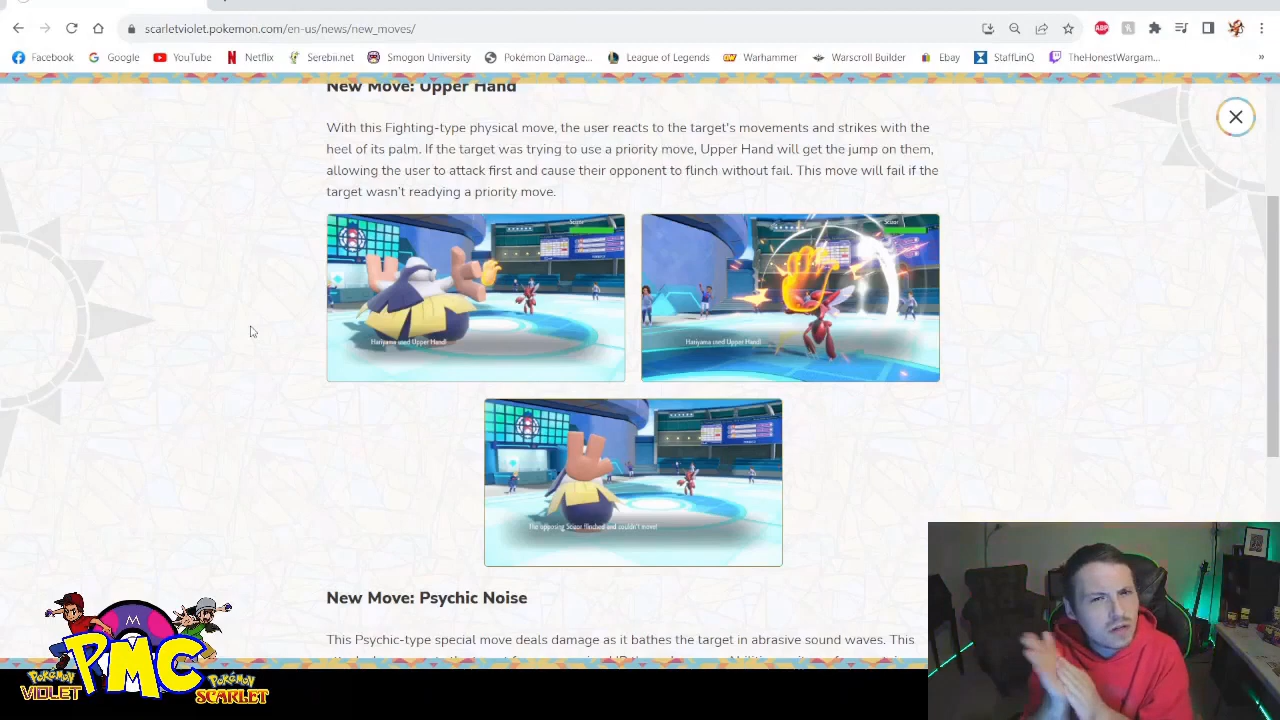 scarletviolet.pokemon.com/en-us/news/new_moves/
Facebook Google YouTube Netflix Serebii.net Smogon University Pokémon Damage... League of Legends Warhammer Warscroll Builder Ebay StaffLinQ TheHonestWargam... »
New Move: Upper Hand
With this Fighting-type physical move, the user reacts to the target's movements and strikes with the
heel of its palm. If the target was trying to use a priority move, Upper Hand will get the jump on them,
allowing the user to attack first and cause their opponent to flinch without fail. This move will fail if the
target wasn't readying a priority move.
Scizor
Hariyama used Upper Hand!
Scizor
Hariyama used Upper Hand!
The opposing Scizor flinched and couldn't move!
New Move: Psychic Noise
This Psychic-type special move deals damage as it bathes the target in abrasive sound waves. This
ABP
M
PMC
POKéMON
VIOLET
POKéMON
SCARLET